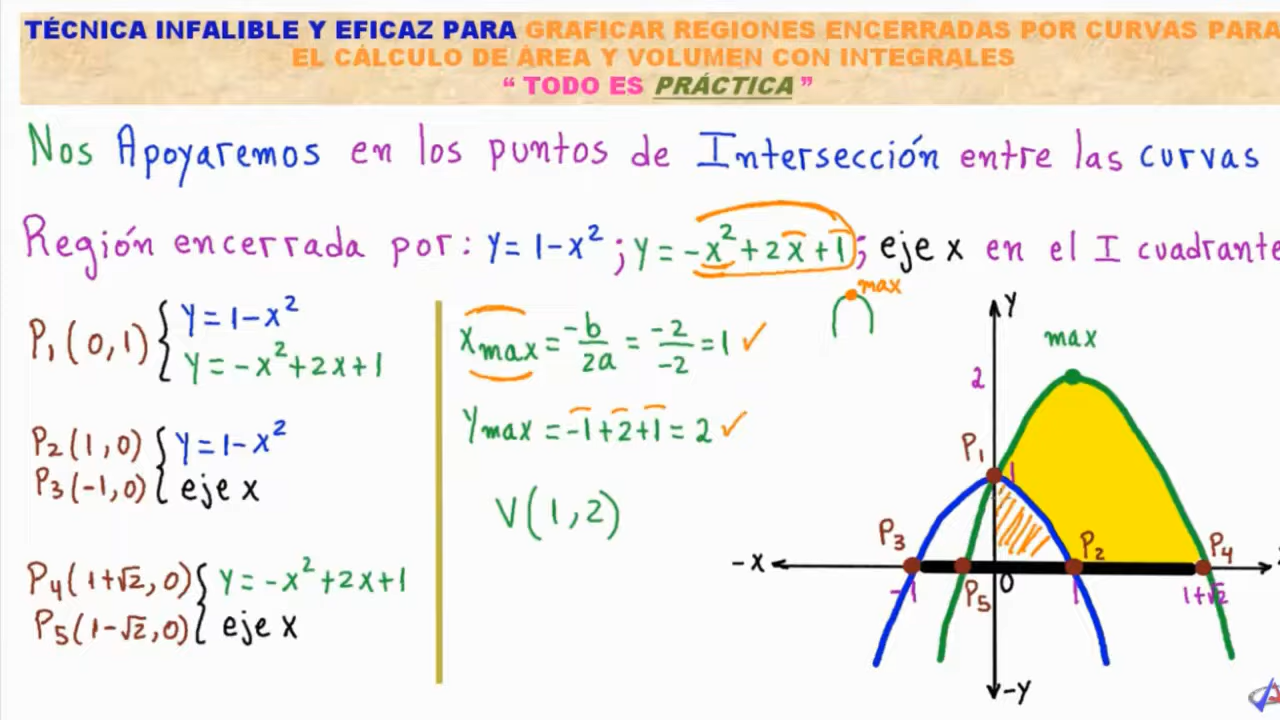 TÉCNICA INFALIBLE Y EFICAZ PARA GRAFICAR REGIONES ENCERRADAS POR CURVAS PARA
EL CÁLCULO DE ÁREA Y VOLUMEN CON INTEGRALES
“ TODO ES PRÁCTICA ”
Nos Apoyaremos en los puntos de Intersección entre las curvas
Región encerrada por: y = 1-x² ; y = -x²+2x+1 ; eje x en el I cuadrante
P₁(0,1) { y = 1-x²
y = -x²+2x+1
P₂(1,0) { y = 1-x²
P₃(-1,0) eje x
P₄(1+√2,0) { y = -x²+2x+1
P₅(1-√2,0) eje x
xmax = -b/2a = -2/-2 = 1 ✓
ymax = -1+2+1 = 2 ✓
V(1,2)
max
y
max
2
P₁
1
P₃
P₂
P₄
-x
-1
P₅
0
1
1+√2
-y